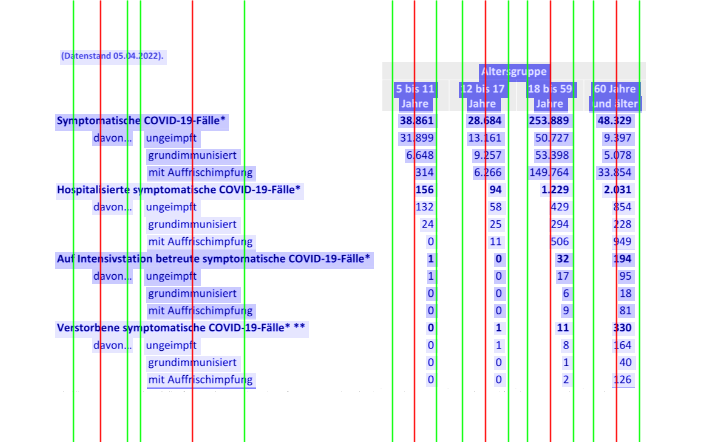 (Datenstand 05.04.2022).
Altersgruppe
5 bis 11 12 bis 17 18 bis 59 60 Jahre
Jahre Jahre Jahre und älter
Symptomatische COVID-19-Fälle* 38.861 28.684 253.889 48.329
davon... ungeimpft 31.899 13.161 50.727 9.397
grundimmunisiert 6.648 9.257 53.398 5.078
mit Auffrischimpfung 314 6.266 149.764 33.854
Hospitalisierte symptomatische COVID-19-Fälle* 156 94 1.229 2.031
davon... ungeimpft 132 58 429 854
grundimmunisiert 24 25 294 228
mit Auffrischimpfung 0 11 506 949
Auf Intensivstation betreute symptomatische COVID-19-Fälle* 1 0 32 194
davon... ungeimpft 1 0 17 95
grundimmunisiert 0 0 6 18
mit Auffrischimpfung 0 0 9 81
Verstorbene symptomatische COVID-19-Fälle* ** 0 1 11 330
davon... ungeimpft 0 1 8 164
grundimmunisiert 0 0 1 40
mit Auffrischimpfung 0 0 2 126